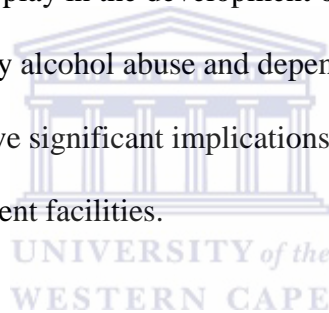 play in the development o
y alcohol abuse and depen
ve significant implications
ent facilities.
UNIVERSITY of the
WESTERN CAPE